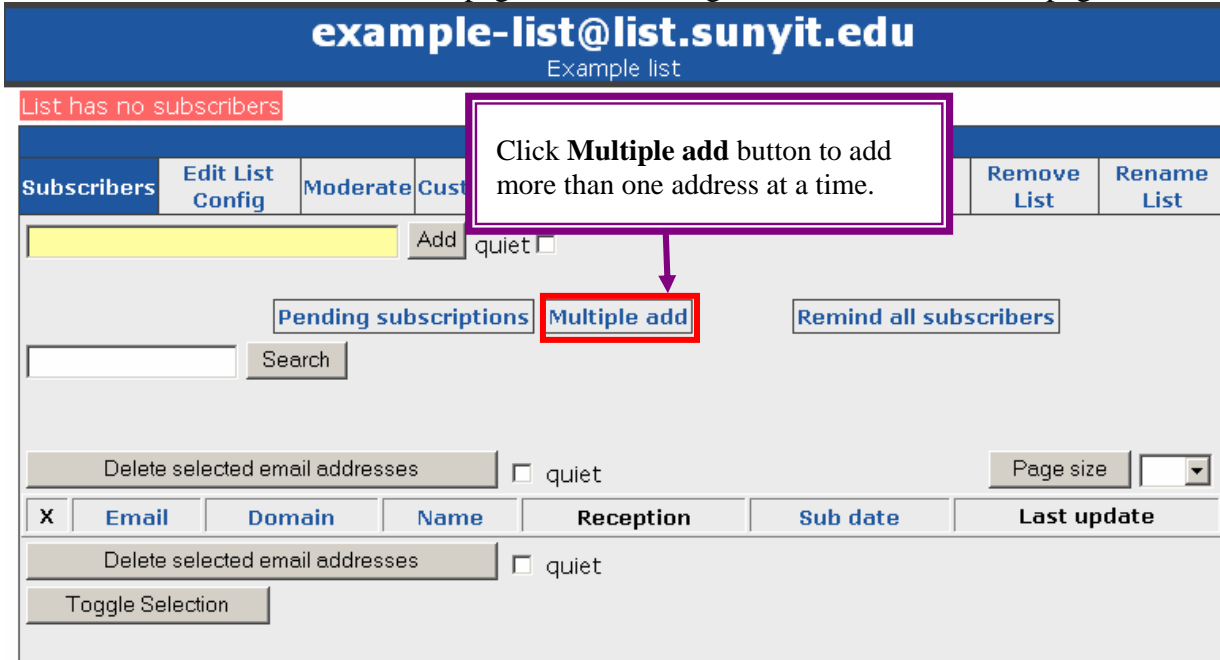 example-list@list.sunyit.edu
Example list
List has no subscribers
Click Multiple add button to add
more than one address at a time.
Subscribers Edit List Config Moderate Remove List Rename List
Add quiet
Pending subscriptions Multiple add Remind all subscribers
Search
Delete selected email addresses quiet Page size
X Email Domain Name Reception Sub date Last update
Delete selected email addresses quiet
Toggle Selection